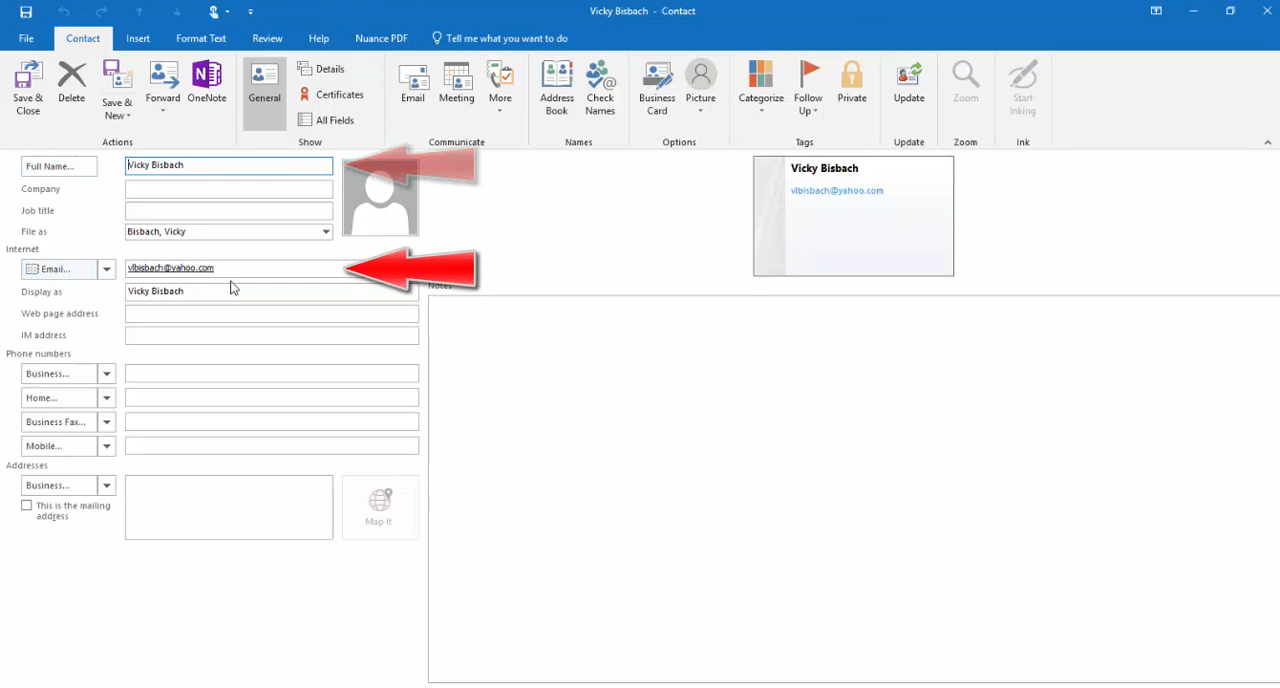 Vicky Bisbach - Contact
File Contact Insert Format Text Review Help Nuance PDF Tell me what you want to do
Save & Close
Delete
Save & New
Forward
OneNote
Actions
General
Details
Certificates
All Fields
Show
Email
Meeting
More
Communicate
Address Book
Check Names
Names
Business Card
Picture
Options
Categorize
Follow Up
Private
Tags
Update
Update
Zoom
Zoom
Start Inking
Ink
Full Name... Vicky Bisbach
Company
Job title
File as Bisbach, Vicky
Internet
Email... vlbisbach@yahoo.com
Display as Vicky Bisbach
Web page address
IM address
Phone numbers
Business...
Home...
Business Fax...
Mobile...
Addresses
Business...
This is the mailing
address
Map It
Vicky Bisbach
vlbisbach@yahoo.com
Notes